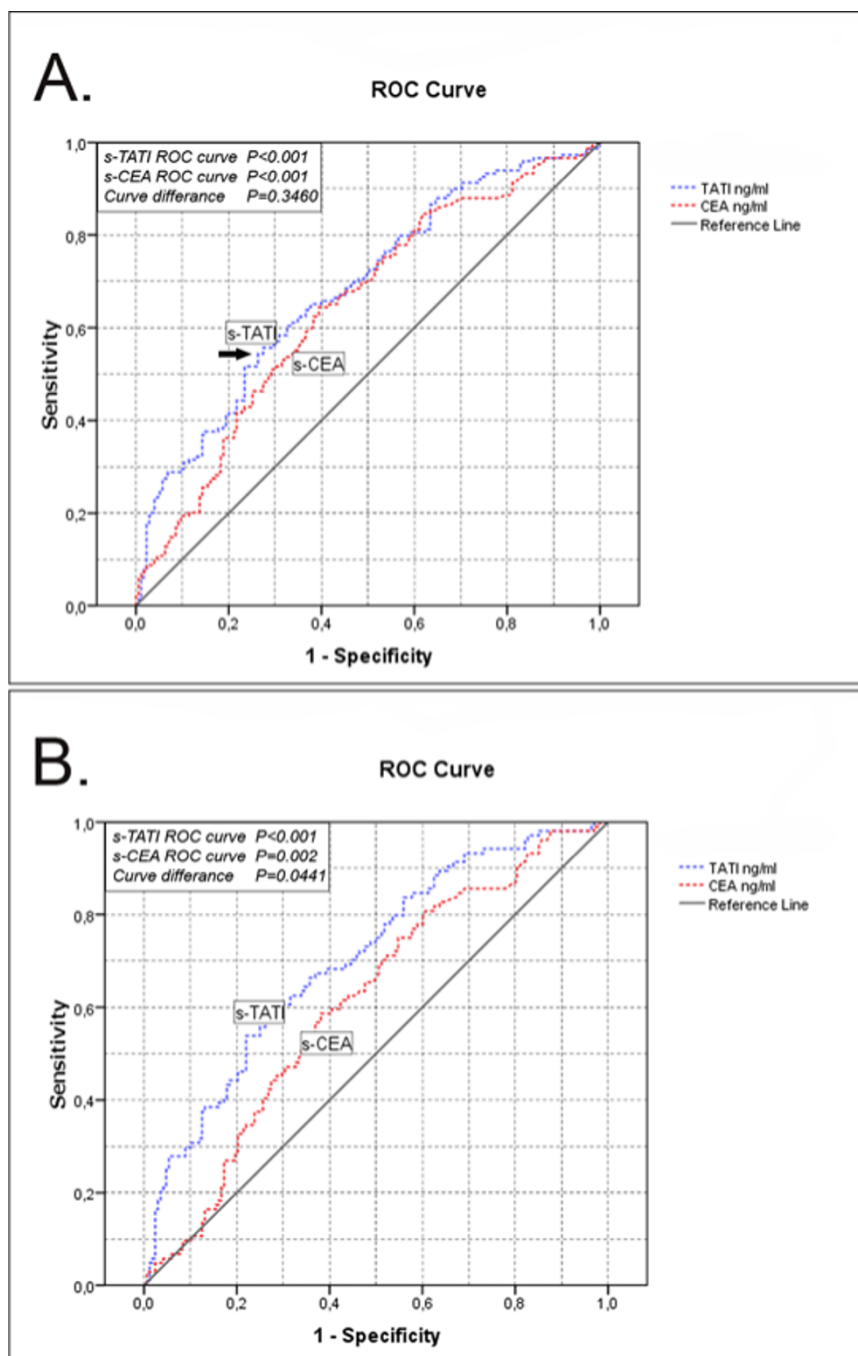 A.
ROC Curve
s-TATI ROC curve P<0.001
s-CEA ROC curve P<0.001
Curve differance P=0.3460
TATI ng/ml
CEA ng/ml
Reference Line
1,0
0,8
0,6
0,4
0,2
0,0
Sensitivity
s-TATI
s-CEA
0,0 0,2 0,4 0,6 0,8 1,0
1 - Specificity
B.
ROC Curve
s-TATI ROC curve P<0.001
s-CEA ROC curve P=0.002
Curve differance P=0.0441
TATI ng/ml
CEA ng/ml
Reference Line
1,0
0,8
0,6
0,4
0,2
0,0
Sensitivity
s-TATI
s-CEA
0,0 0,2 0,4 0,6 0,8 1,0
1 - Specificity